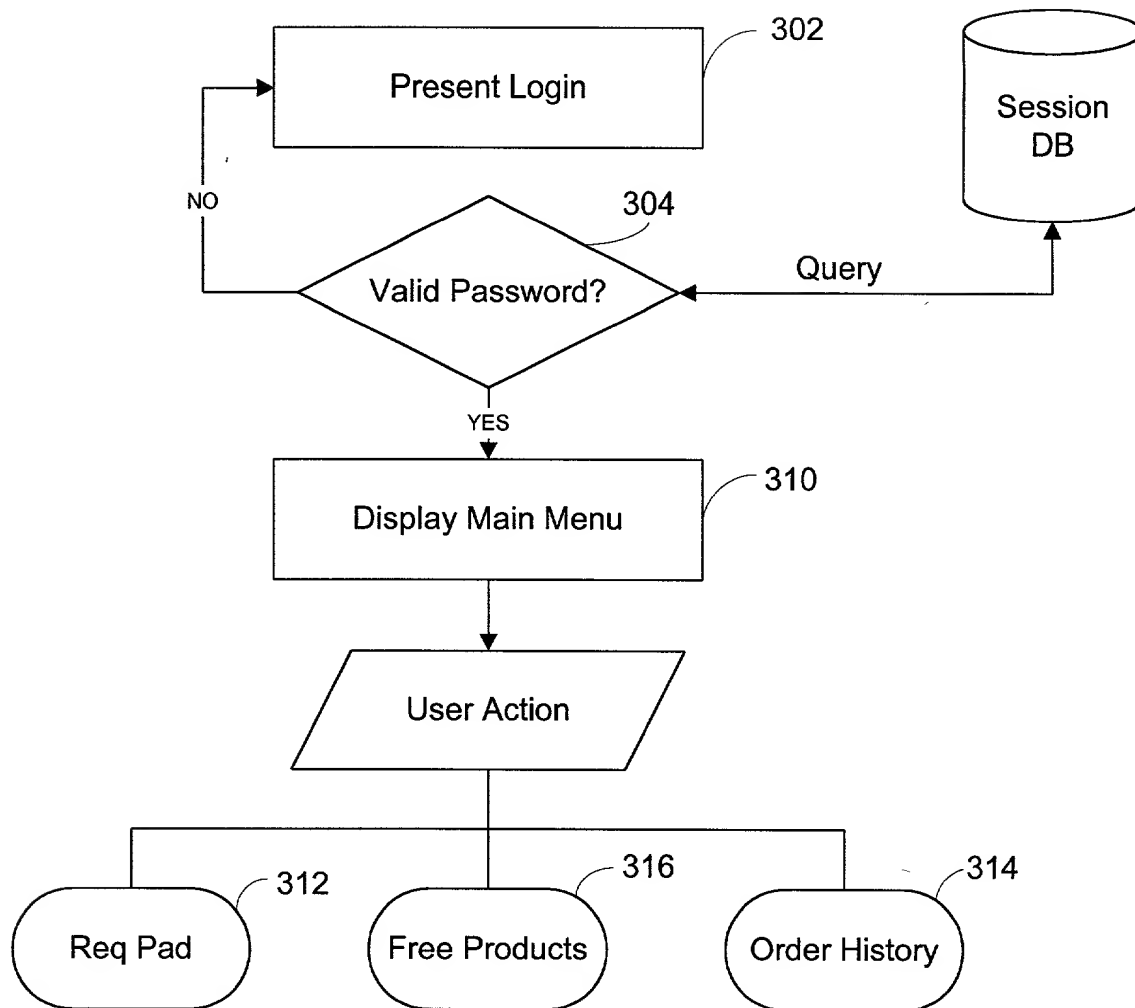 302
Present Login
Session
DB
NO
304
Valid Password?
Query
YES
310
Display Main Menu
User Action
312
316
314
Req Pad
Free Products
Order History